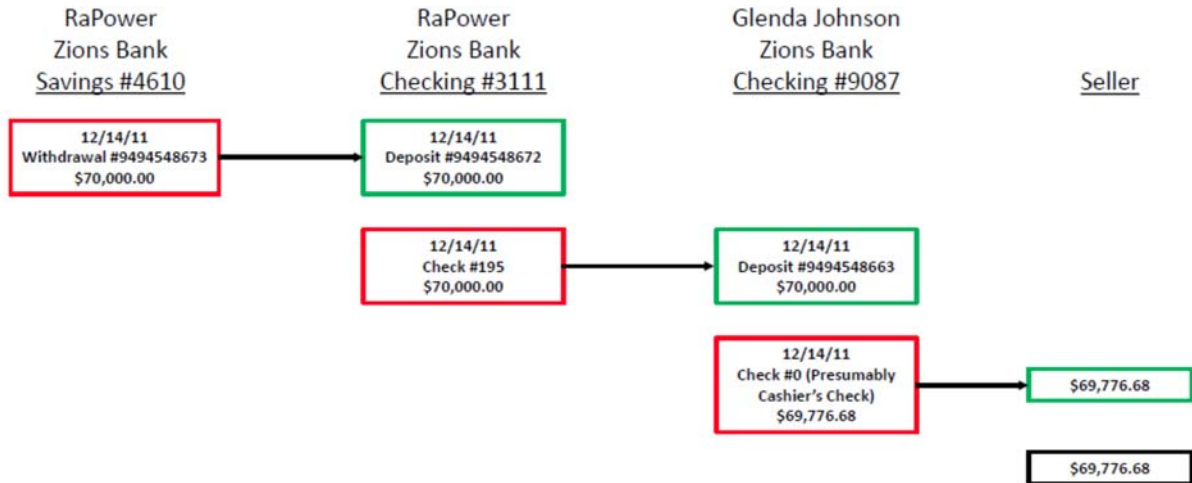 RaPower
Zions Bank
Savings #4610
RaPower
Zions Bank
Checking #3111
Glenda Johnson
Zions Bank
Checking #9087
Seller
12/14/11
Withdrawal #9494548673
$70,000.00
12/14/11
Deposit #9494548672
$70,000.00
12/14/11
Check #195
$70,000.00
12/14/11
Deposit #9494548663
$70,000.00
12/14/11
Check #0 (Presumably
Cashier's Check)
$69,776.68
$69,776.68
$69,776.68